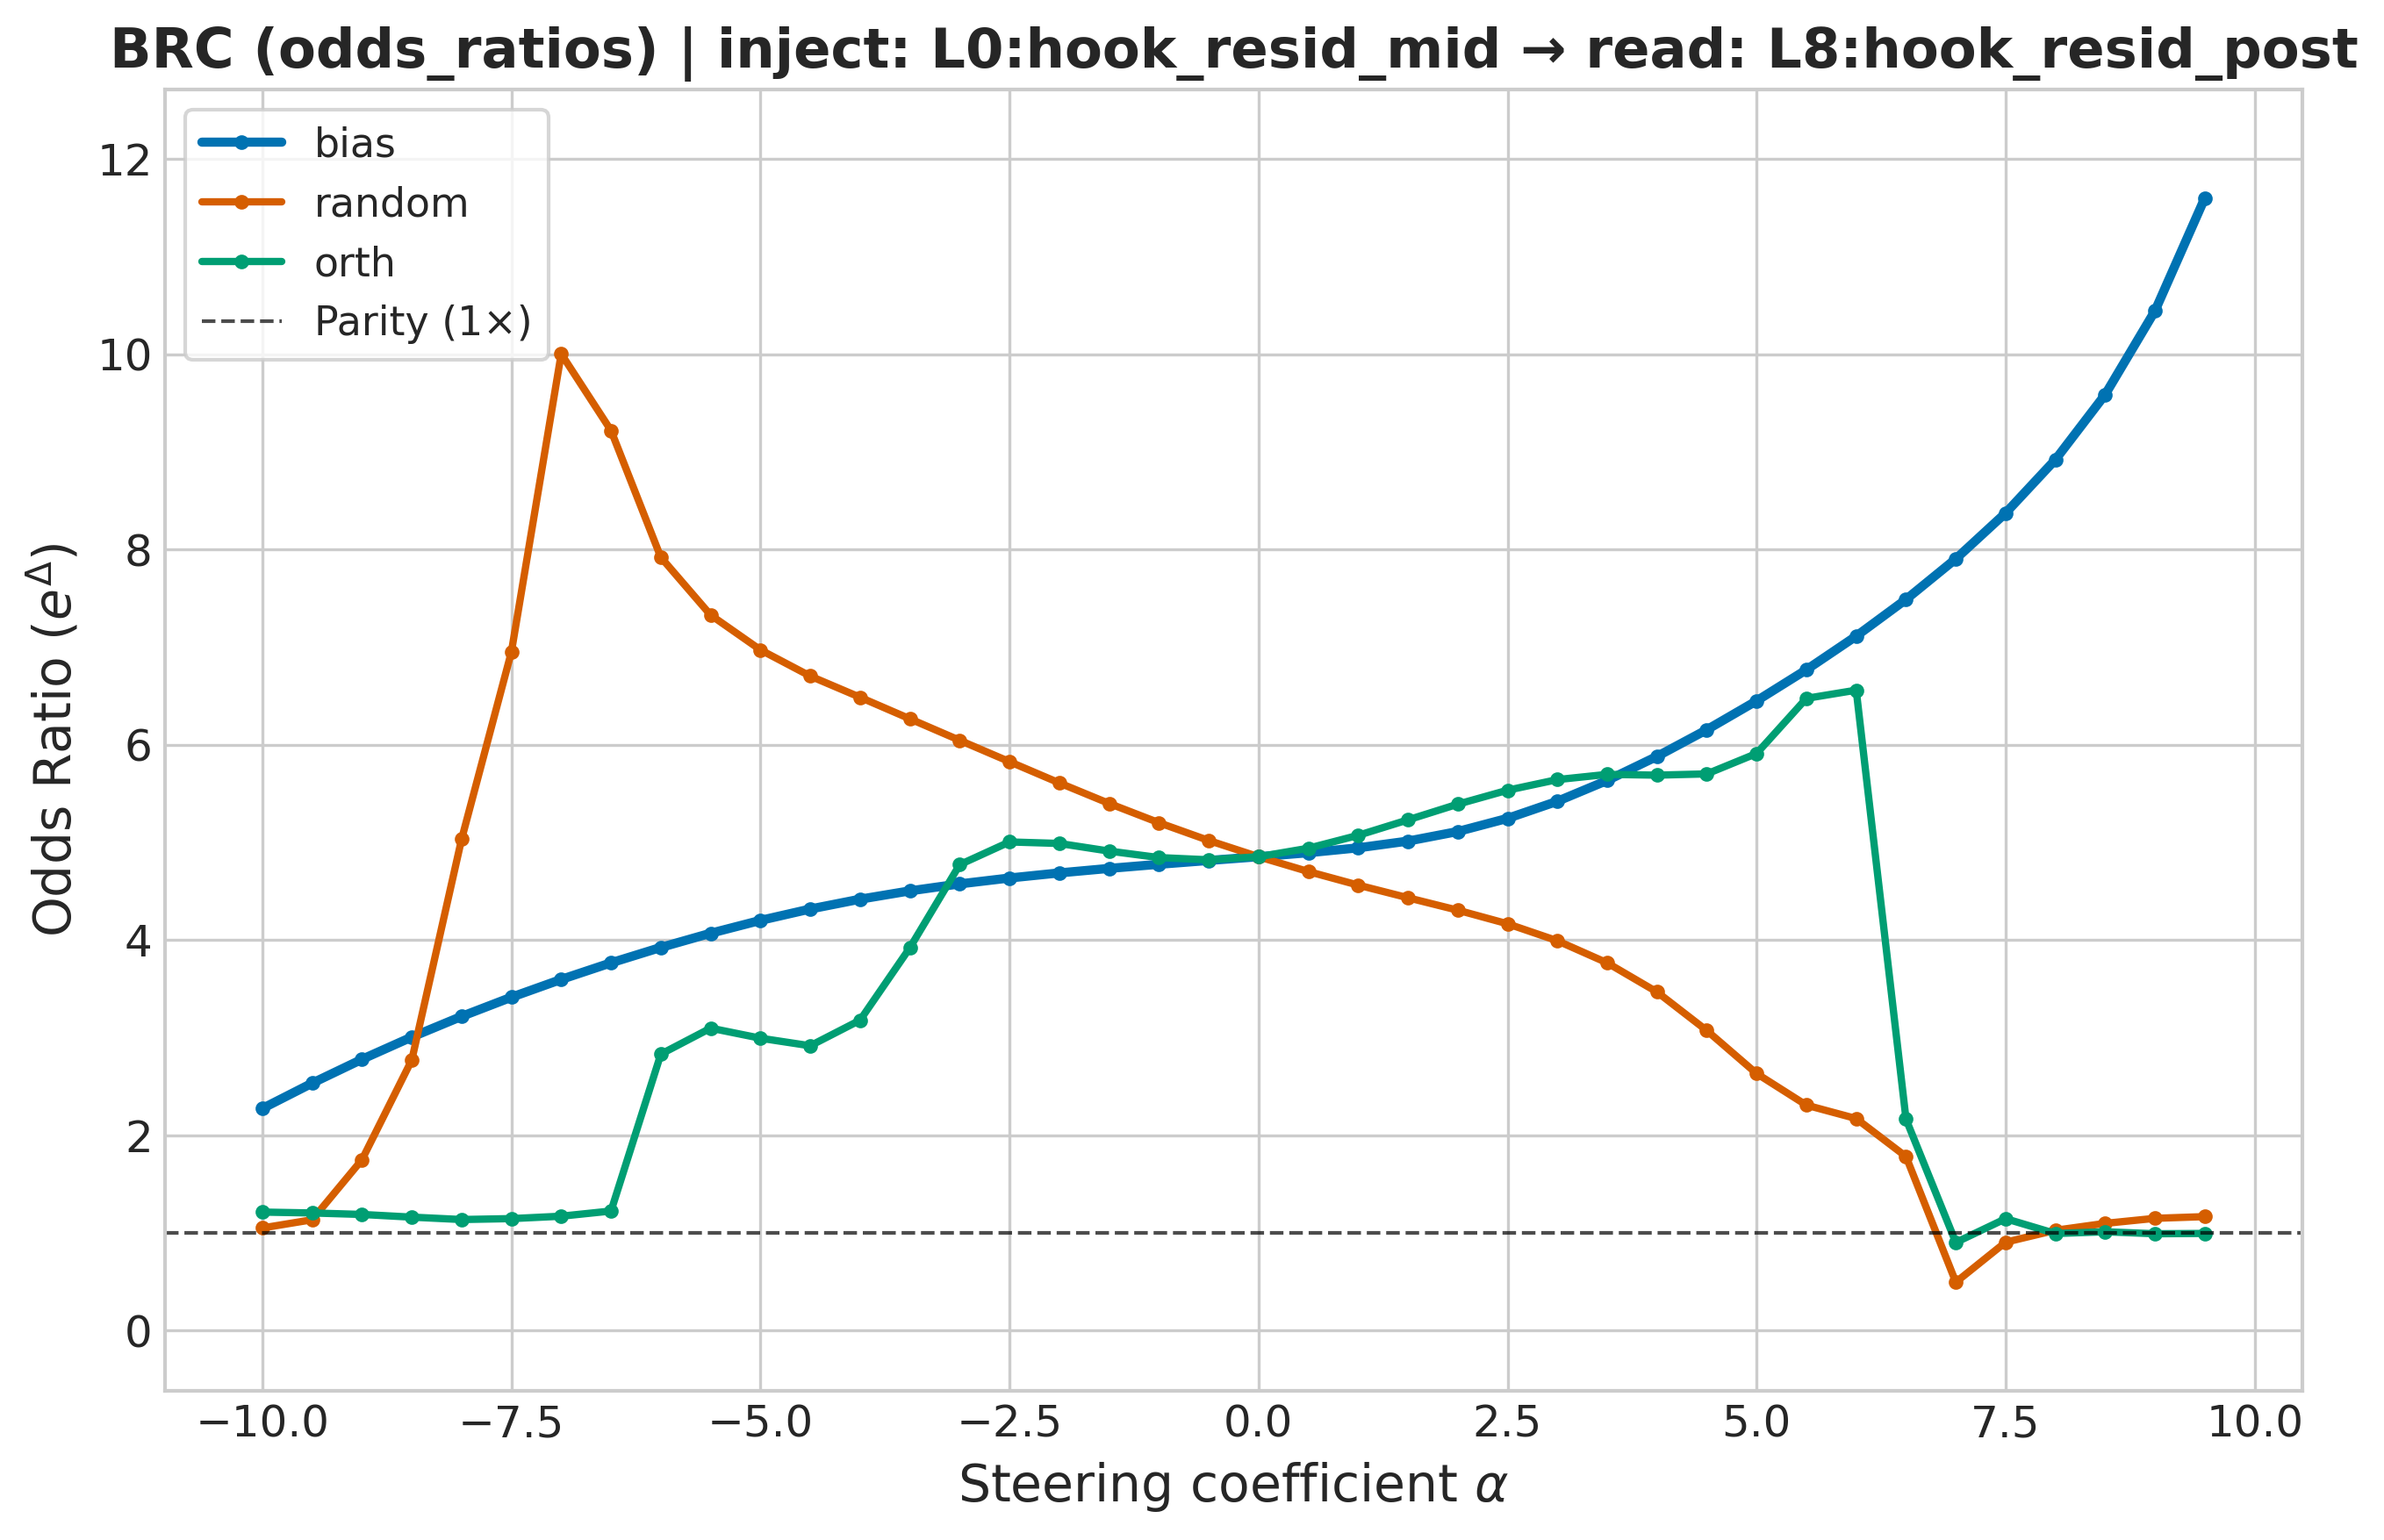 BRC (odds_ratios) | inject: L0:hook_resid_mid → read: L8:hook_resid_post
bias
random
orth
Parity (1×)
Odds Ratio (e^Δ)
12
10
8
6
4
2
0
−10.0 −7.5 −5.0 −2.5 0.0 2.5 5.0 7.5 10.0
Steering coefficient α